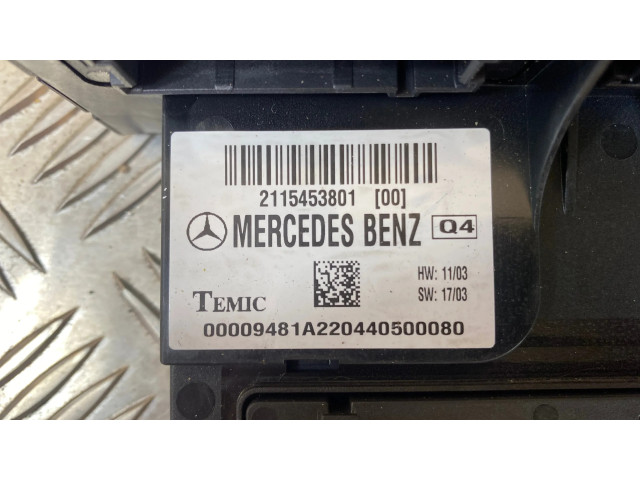 2115453801 [00]
MERCEDES BENZ Q4
HW: 11/03
SW: 17/03
TEMIC
00009481A220440500080